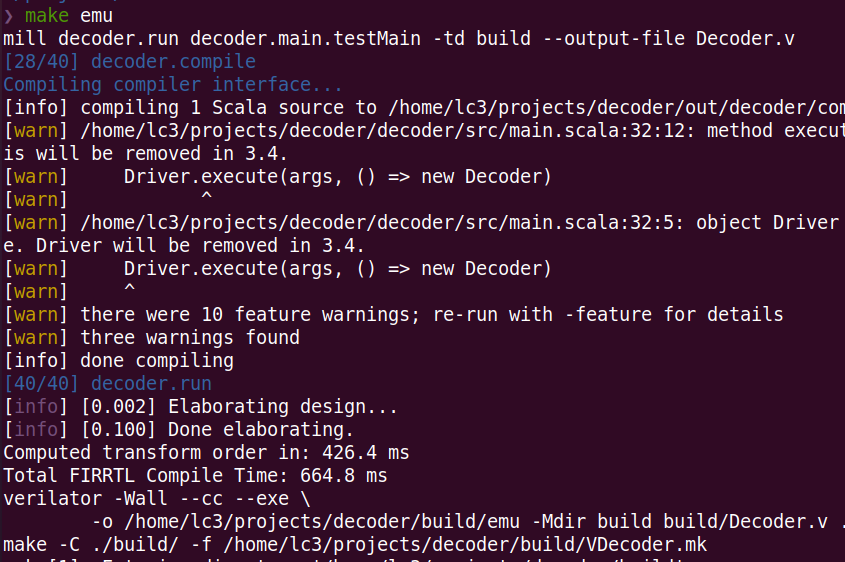 ❯ make emu
mill decoder.run decoder.main.testMain -td build --output-file Decoder.v
[28/40] decoder.compile
Compiling compiler interface...
[info] compiling 1 Scala source to /home/lc3/projects/decoder/out/decoder/com
[warn] /home/lc3/projects/decoder/decoder/src/main.scala:32:12: method execut
is will be removed in 3.4.
[warn]     Driver.execute(args, () => new Decoder)
[warn]            ^
[warn] /home/lc3/projects/decoder/decoder/src/main.scala:32:5: object Driver
e. Driver will be removed in 3.4.
[warn]     Driver.execute(args, () => new Decoder)
[warn]     ^
[warn] there were 10 feature warnings; re-run with -feature for details
[warn] three warnings found
[info] done compiling
[40/40] decoder.run
[info] [0.002] Elaborating design...
[info] [0.100] Done elaborating.
Computed transform order in: 426.4 ms
Total FIRRTL Compile Time: 664.8 ms
verilator -Wall --cc --exe \
        -o /home/lc3/projects/decoder/build/emu -Mdir build build/Decoder.v .
make -C ./build/ -f /home/lc3/projects/decoder/build/VDecoder.mk